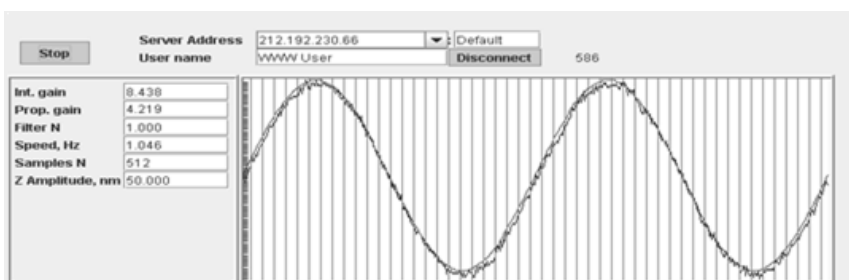 Stop
Server Address 212.192.230.66 : Default
User name WWW User Disconnect 586
Int. gain 8.438
Prop. gain 4.219
Filter N 1.000
Speed, Hz 1.046
Samples N 512
Z Amplitude, nm 50.000